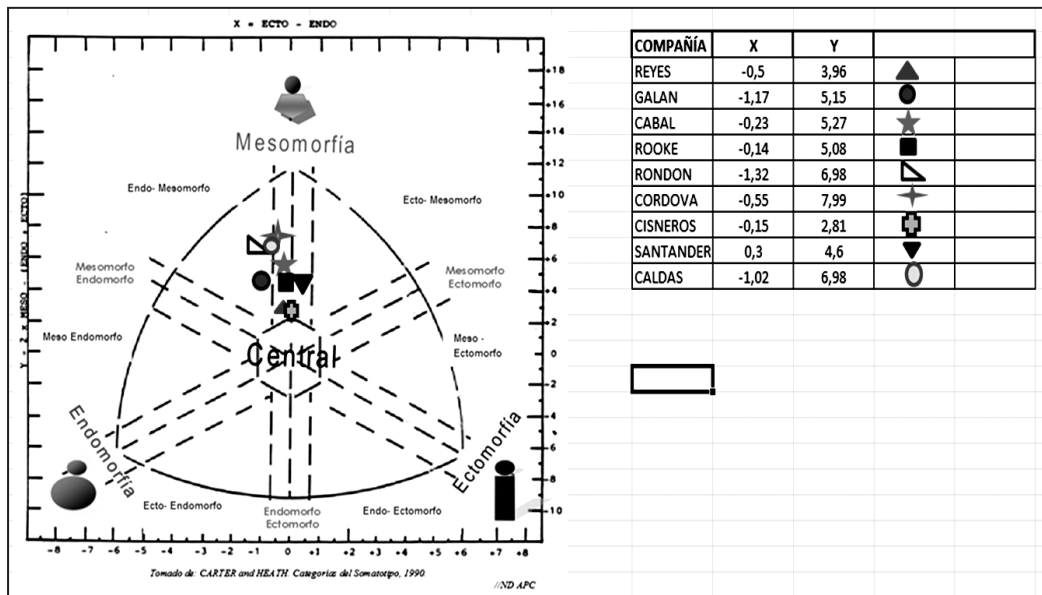 X = ECTO - ENDO
+18
+16
+14
+12
+10
+8
+6
+4
+2
0
-2
-4
-6
-8
-10
Y = 2 x MESO - (ENDO + ECTO)
Mesomorfía
Endo- Mesomorfo
Ecto- Mesomorfo
Mesomorfo
Endomorfo
Mesomorfo
Ectomorfo
Meso Endomorfo
Meso -
Ectomorfo
Central
Endomorfía
Ectomorfía
Ecto- Endomorfo
Endomorfo
Ectomorfo
Endo- Ectomorfo
-8 -7 -6 -5 -4 -3 -2 -1 0 +1 +2 +3 +4 +5 +6 +7 +8
Tomado de: CARTER and HEATH. Categorías del Somatotipo, 1990.
//ND APC
COMPAÑÍA X Y
REYES -0,5 3,96
GALAN -1,17 5,15
CABAL -0,23 5,27
ROOKE -0,14 5,08
RONDON -1,32 6,98
CORDOVA -0,55 7,99
CISNEROS -0,15 2,81
SANTANDER 0,3 4,6
CALDAS -1,02 6,98